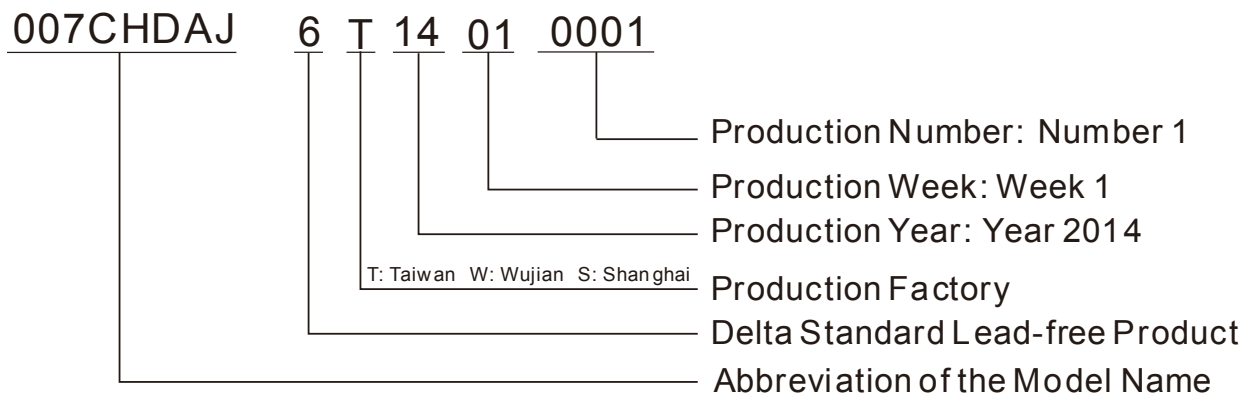 007CHDAJ 6 T 14 01 0001
Production Number: Number 1
Production Week: Week 1
Production Year: Year 2014
T: Taiwan W: Wujian S: Shanghai
Production Factory
Delta Standard Lead-free Product
Abbreviation of the Model Name